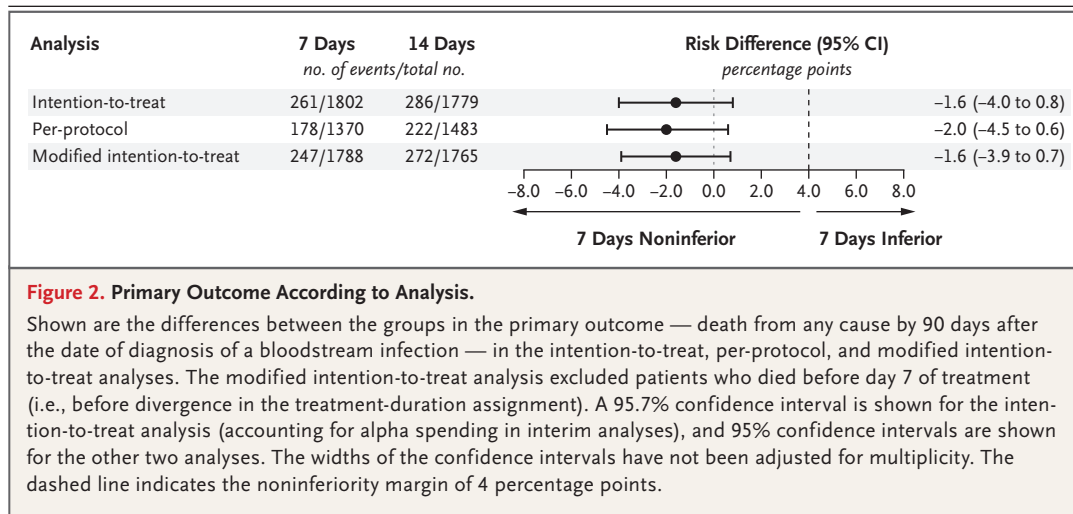 Analysis 7 Days 14 Days Risk Difference (95% CI)
no. of events/total no. percentage points
Intention-to-treat 261/1802 286/1779 –1.6 (–4.0 to 0.8)
Per-protocol 178/1370 222/1483 –2.0 (–4.5 to 0.6)
Modified intention-to-treat 247/1788 272/1765 –1.6 (–3.9 to 0.7)
–8.0 –6.0 –4.0 –2.0 0.0 2.0 4.0 6.0 8.0
7 Days Noninferior 7 Days Inferior
Figure 2. Primary Outcome According to Analysis.
Shown are the differences between the groups in the primary outcome — death from any cause by 90 days after
the date of diagnosis of a bloodstream infection — in the intention-to-treat, per-protocol, and modified intention-
to-treat analyses. The modified intention-to-treat analysis excluded patients who died before day 7 of treatment
(i.e., before divergence in the treatment-duration assignment). A 95.7% confidence interval is shown for the inten-
tion-to-treat analysis (accounting for alpha spending in interim analyses), and 95% confidence intervals are shown
for the other two analyses. The widths of the confidence intervals have not been adjusted for multiplicity. The
dashed line indicates the noninferiority margin of 4 percentage points.